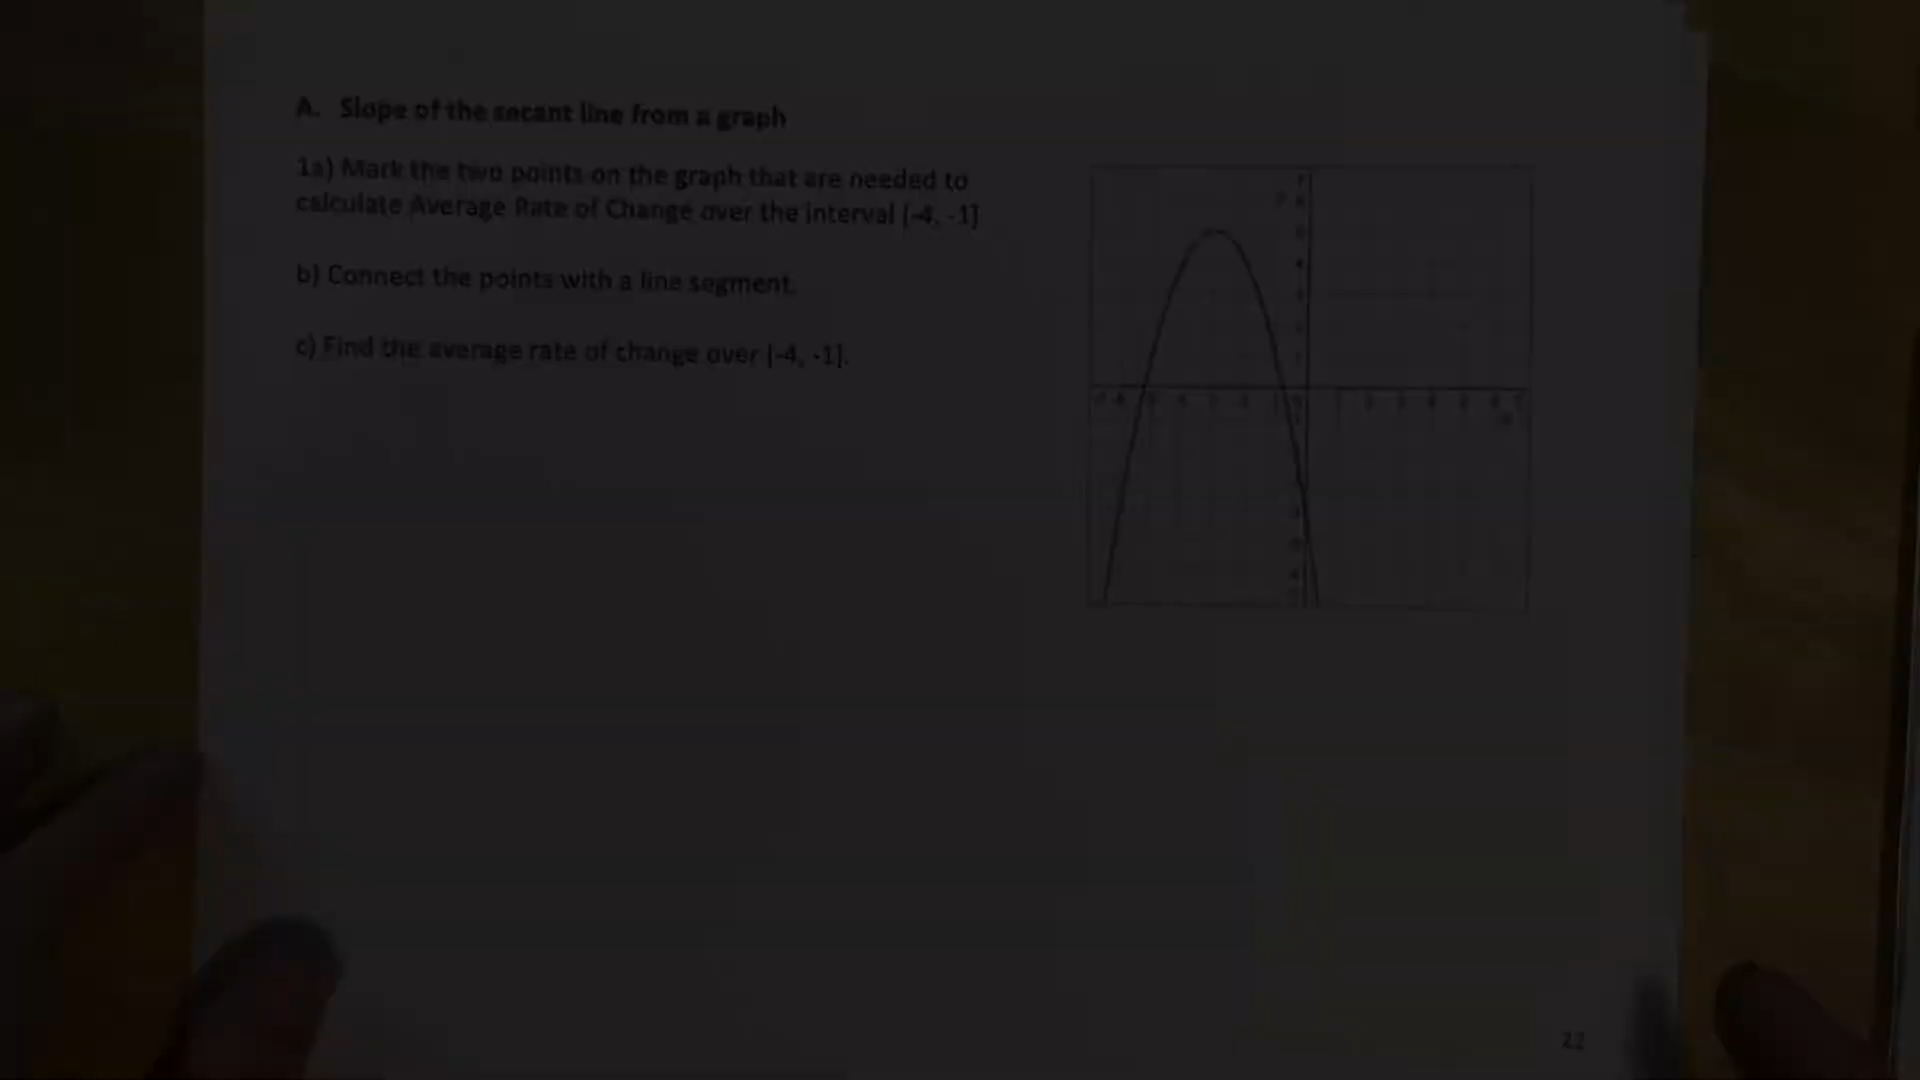 A. Slope of the secant line from a graph
1a) Mark the two points on the graph that are needed to
calculate Average Rate of Change over the interval [-4, -1]
b) Connect the points with a line segment.
c) Find the average rate of change over [-4, -1].
22